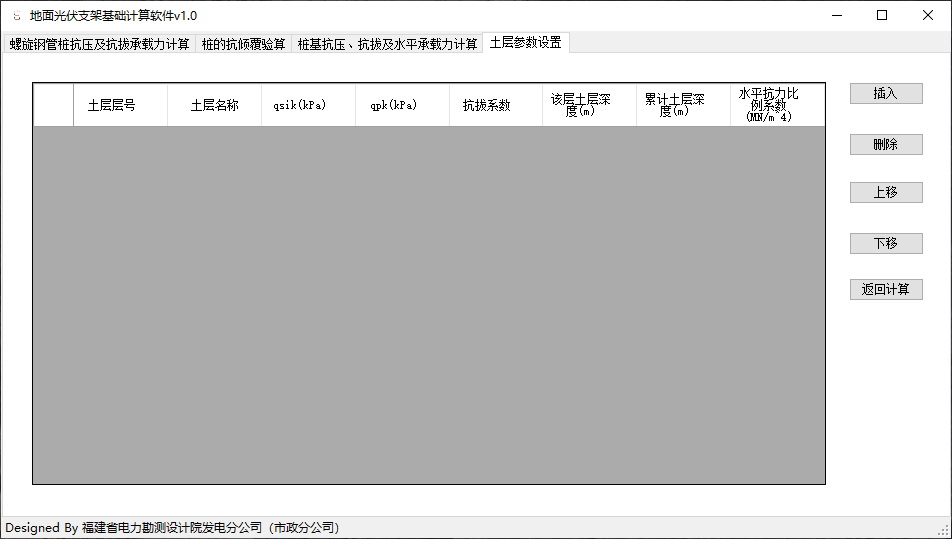 地面光伏支架基础计算软件v1.0
螺旋钢管桩抗压及抗拔承载力计算 桩的抗倾覆验算 桩基抗压、抗拔及水平承载力计算 土层参数设置
土层层号 土层名称 qsik(kPa) qpk(kPa) 抗拔系数 该层土层深度(m) 累计土层深度(m) 水平抗力比例系数(MN/m^4)
插入
删除
上移
下移
返回计算
Designed By 福建省电力勘测设计院发电分公司（市政分公司）